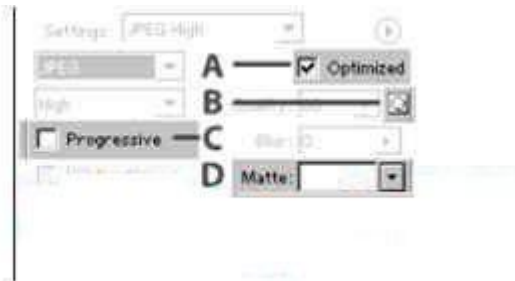 Settings: JPEG High
JPEG A Optimized
High B
Progressive C
D Matte: